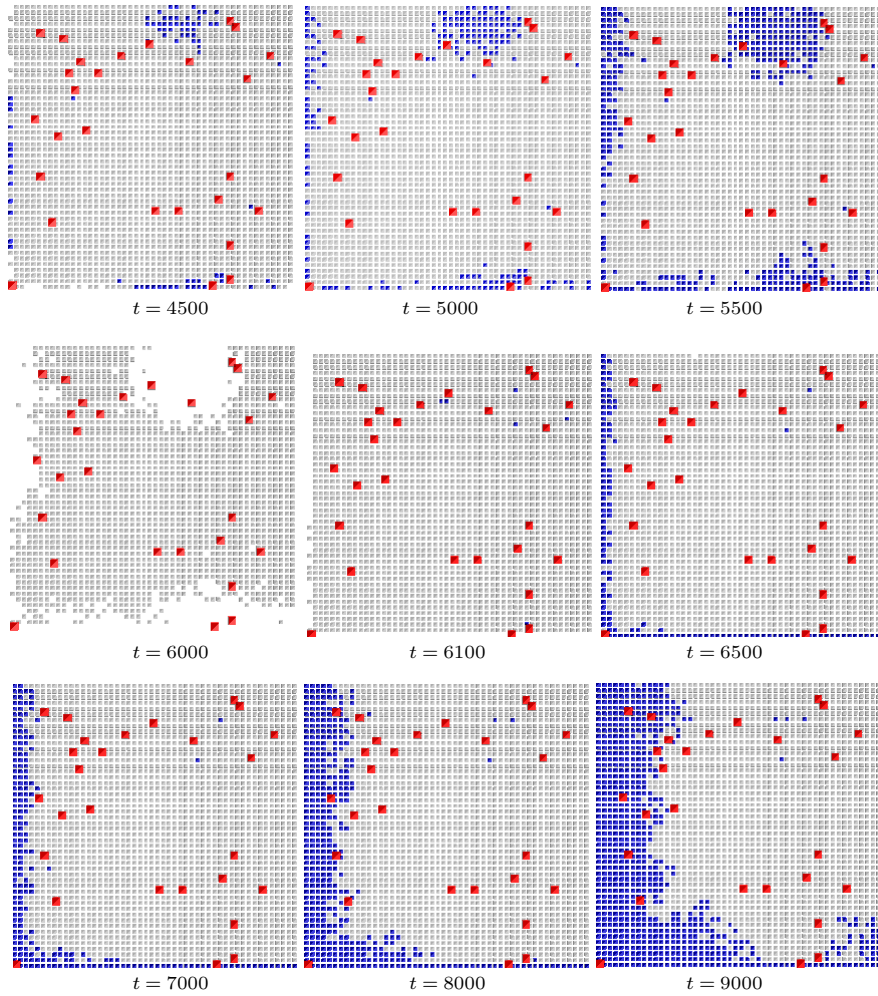 t = 4500 t = 5000 t = 5500
t = 6000 t = 6100 t = 6500
t = 7000 t = 8000 t = 9000